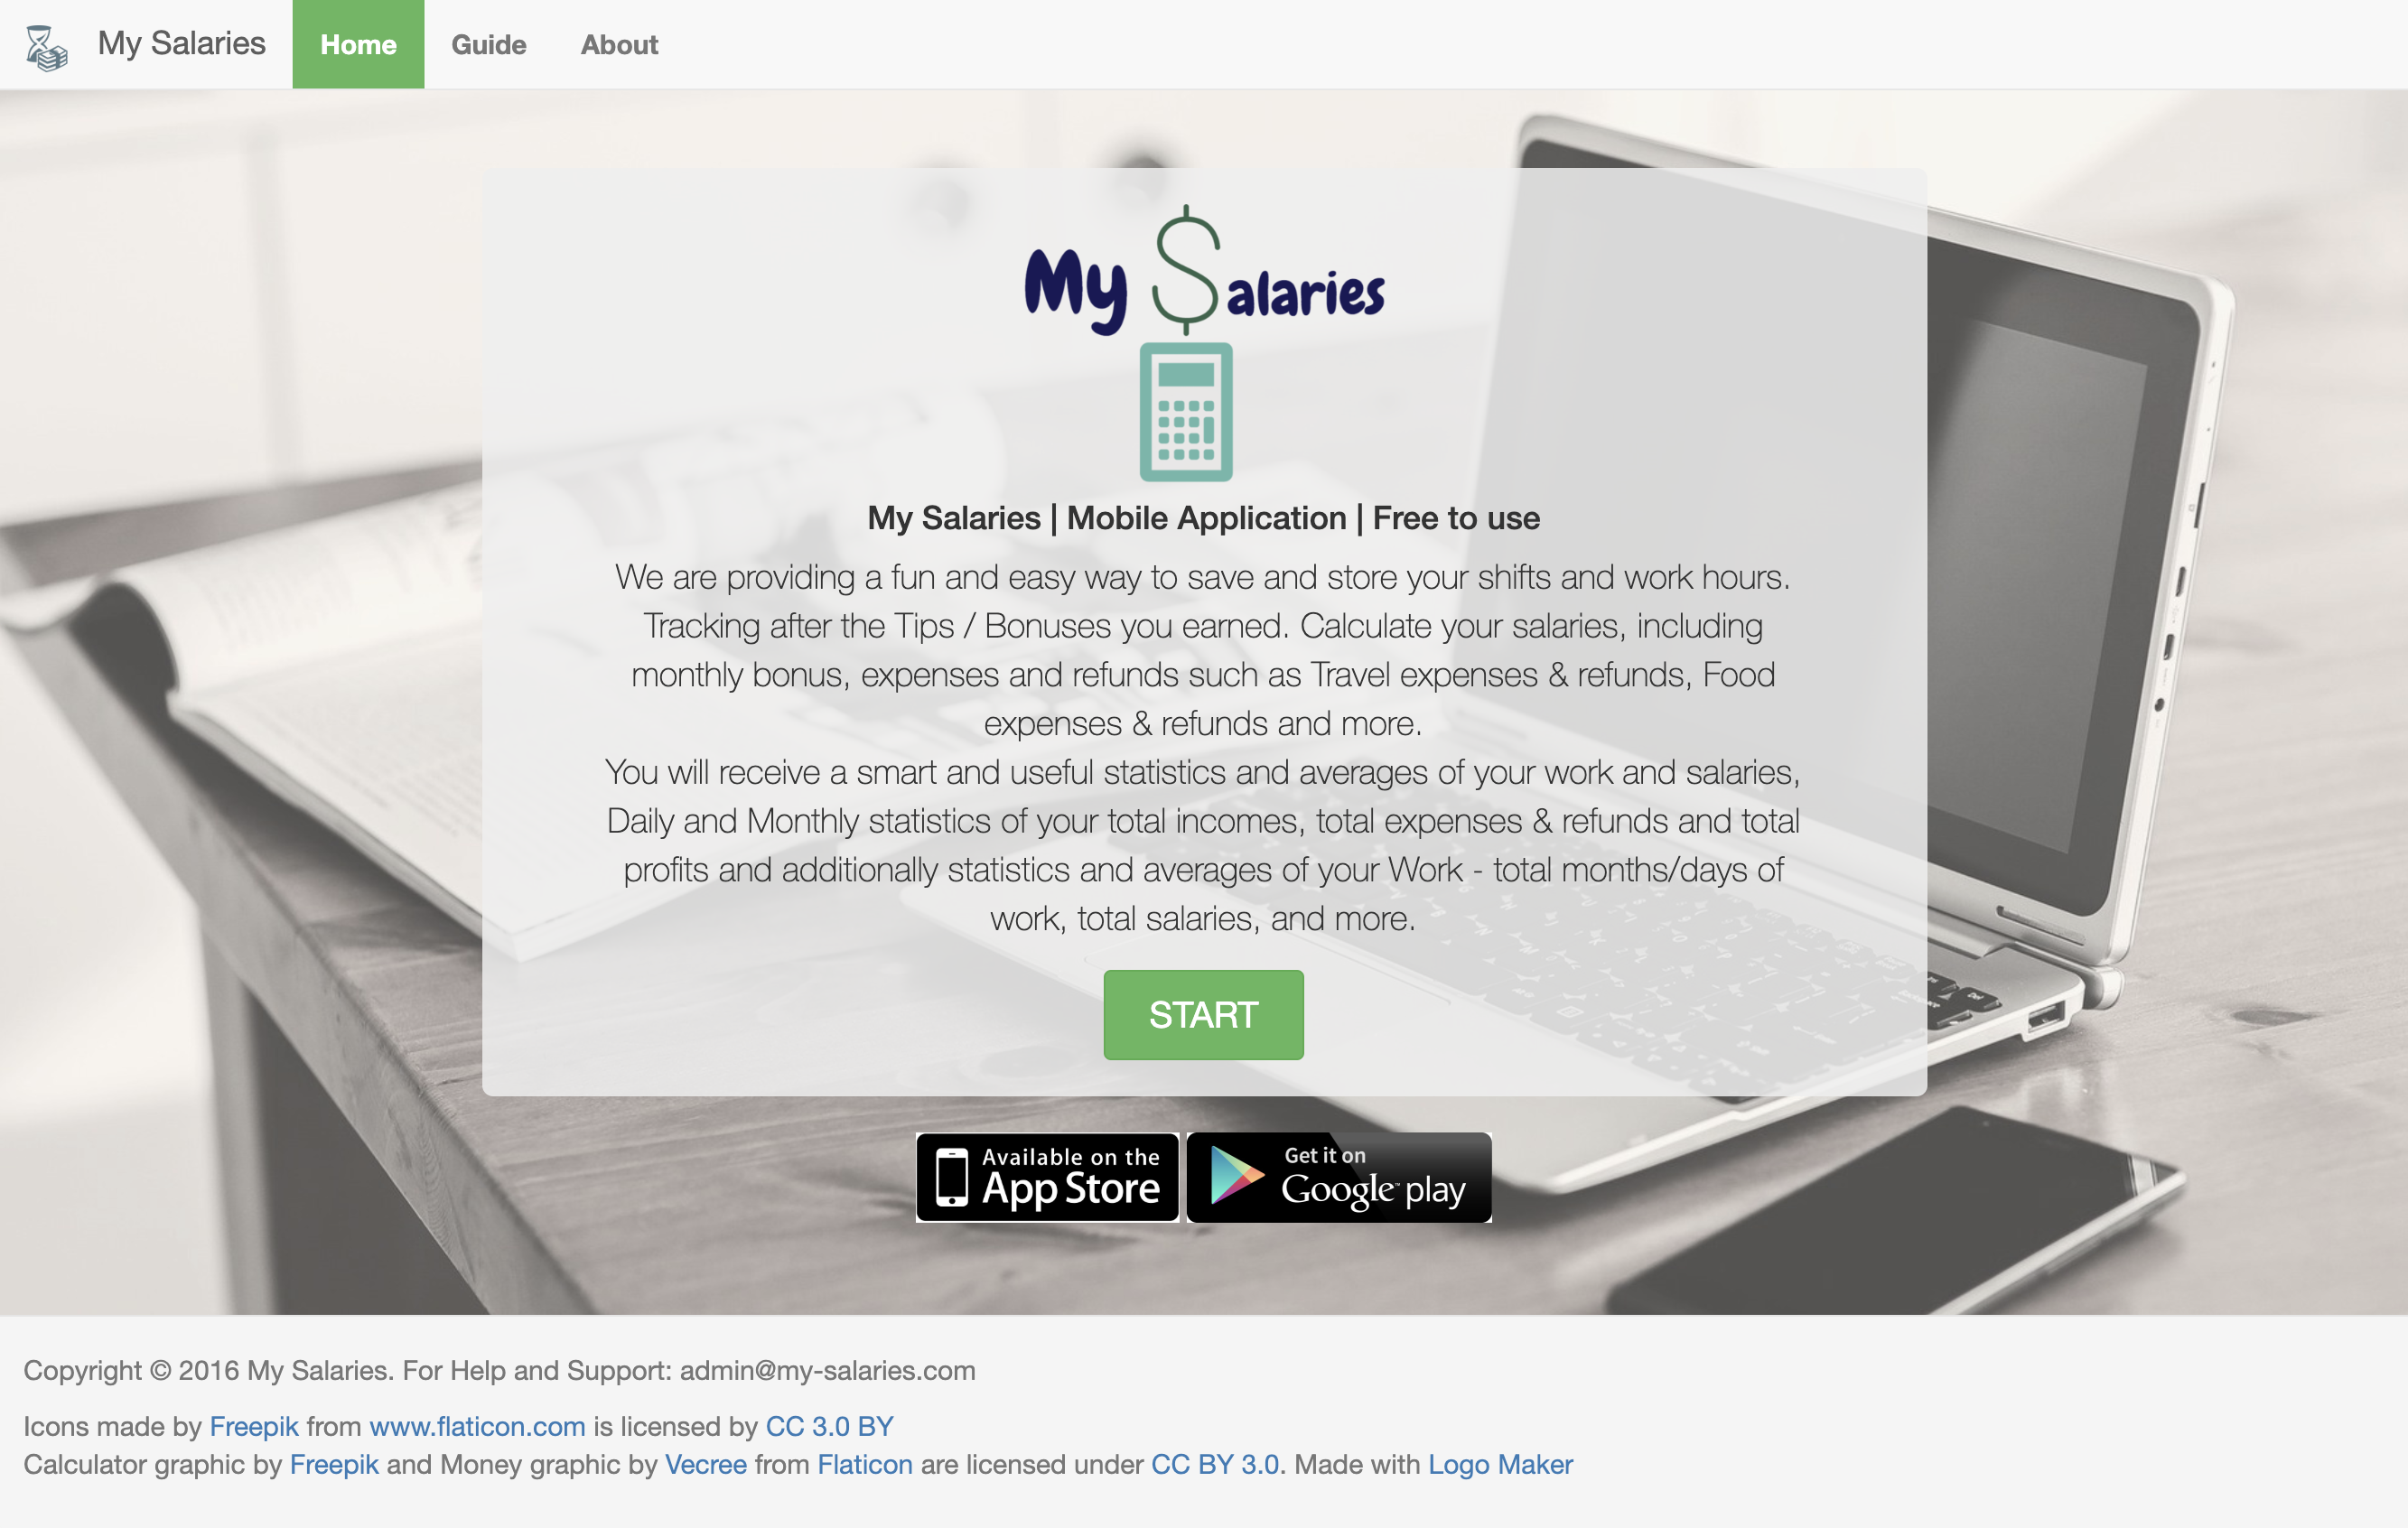 My Salaries
Home
Guide
About
My $alaries
My Salaries | Mobile Application | Free to use
We are providing a fun and easy way to save and store your shifts and work hours.
Tracking after the Tips / Bonuses you earned. Calculate your salaries, including
monthly bonus, expenses and refunds such as Travel expenses & refunds, Food
expenses & refunds and more.
You will receive a smart and useful statistics and averages of your work and salaries,
Daily and Monthly statistics of your total incomes, total expenses & refunds and total
profits and additionally statistics and averages of your Work - total months/days of
work, total salaries, and more.
START
Available on the
App Store
Get it on
Google™ play
Copyright © 2016 My Salaries. For Help and Support: admin@my-salaries.com
Icons made by Freepik from www.flaticon.com is licensed by CC 3.0 BY
Calculator graphic by Freepik and Money graphic by Vecree from Flaticon are licensed under CC BY 3.0. Made with Logo Maker